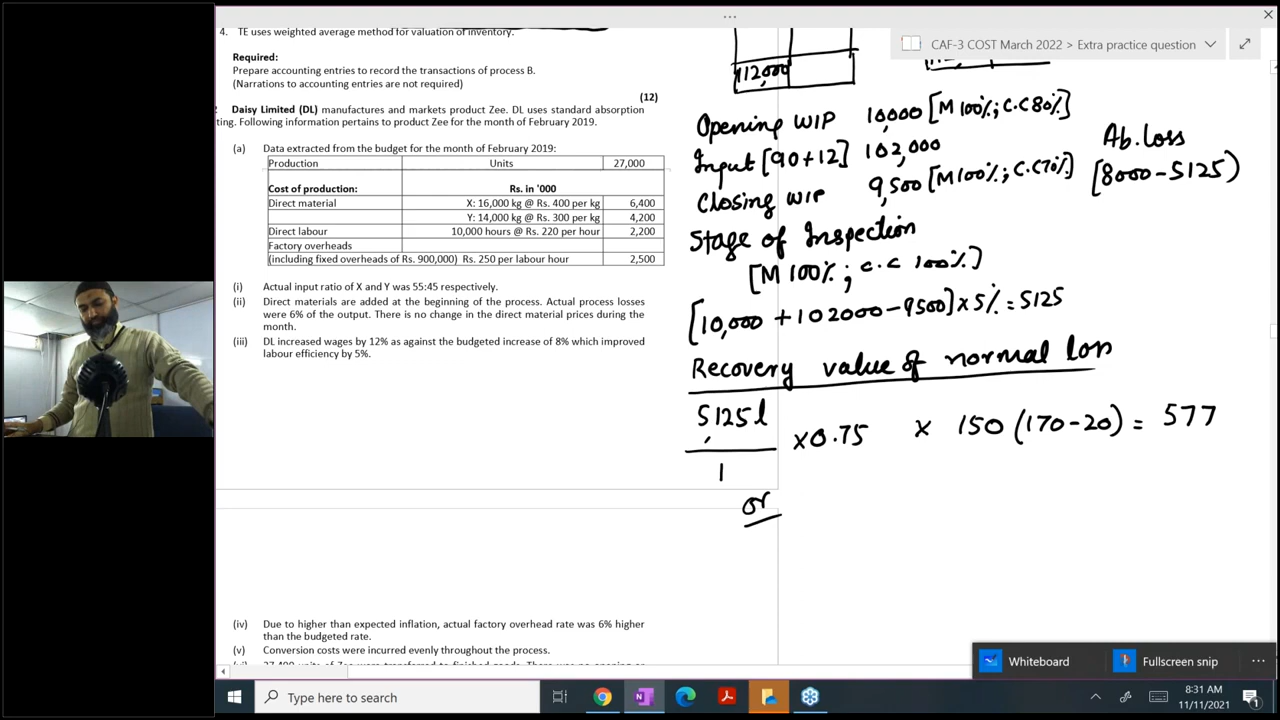 4. TE uses weighted average method for valuation of inventory.
Required:
Prepare accounting entries to record the transactions of process B.
(Narrations to accounting entries are not required)
(12)
Daisy Limited (DL) manufactures and markets product Zee. DL uses standard absorption
ting. Following information pertains to product Zee for the month of February 2019:
(a) Data extracted from the budget for the month of February 2019:
Production Units 27,000
Cost of production: Rs. in '000
Direct material X: 16,000 kg @ Rs. 400 per kg 6,400
Y: 14,000 kg @ Rs. 300 per kg 4,200
Direct labour 10,000 hours @ Rs. 220 per hour 2,200
Factory overheads
(including fixed overheads of Rs. 900,000) Rs. 250 per labour hour 2,500
(i) Actual input ratio of X and Y was 55:45 respectively.
(ii) Direct materials are added at the beginning of the process. Actual process losses
were 6% of the output. There is no change in the direct material prices during the
month.
(iii) DL increased wages by 12% as against the budgeted increase of 8% which improved
labour efficiency by 5%.
(iv) Due to higher than expected inflation, actual factory overhead rate was 6% higher
than the budgeted rate.
(v) Conversion costs were incurred evenly throughout the process.
CAF-3 COST March 2022 > Extra practice question
112,000
Opening WIP 10,000 [M 100%; C.C 80%]
Input [90+12] 102,000
Closing WIP 9,500 [M 100%; C.C 70%]
Ab. loss
[8000-5125)
Stage of Inspection
[M 100%; C.C 100%]
[10,000 + 102000-9500] x 5% = 5125
Recovery value of normal loss
5125l x0.75 x 150 (170-20) = 577
1
or
Whiteboard
Fullscreen snip
Type here to search
8:31 AM
11/11/2021